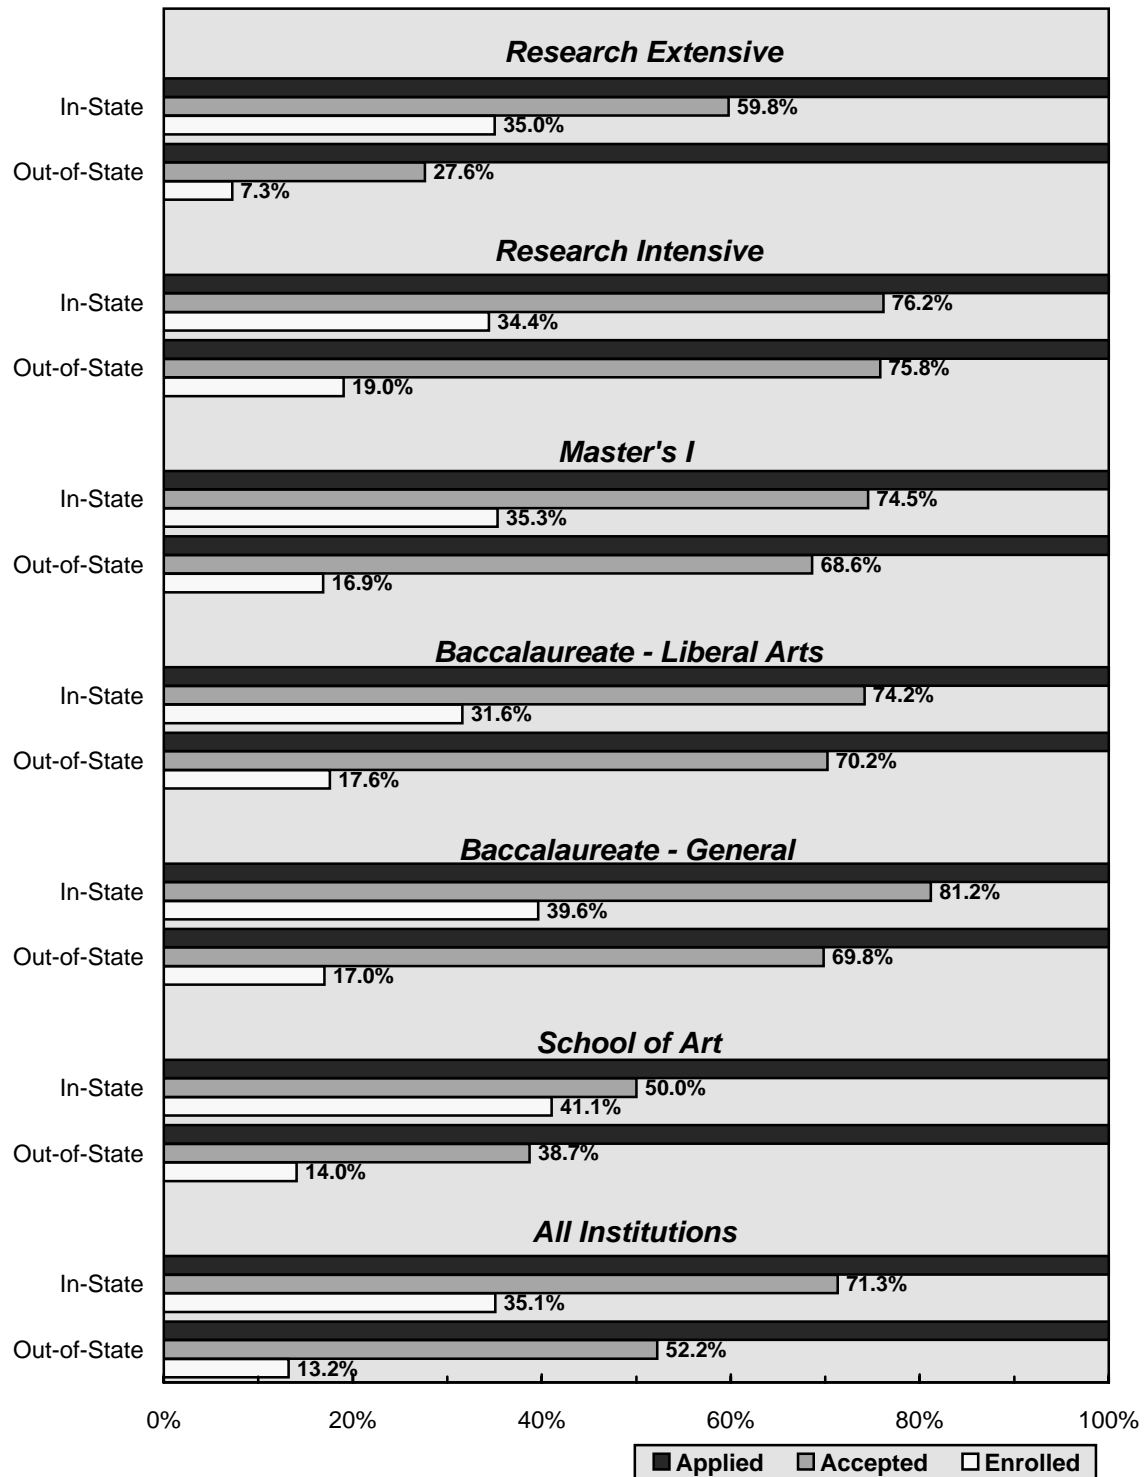 Research Extensive
In-State
59.8%
35.0%
Out-of-State
27.6%
7.3%
Research Intensive
In-State
76.2%
34.4%
Out-of-State
75.8%
19.0%
Master's I
In-State
74.5%
35.3%
Out-of-State
68.6%
16.9%
Baccalaureate - Liberal Arts
In-State
74.2%
31.6%
Out-of-State
70.2%
17.6%
Baccalaureate - General
In-State
81.2%
39.6%
Out-of-State
69.8%
17.0%
School of Art
In-State
50.0%
41.1%
Out-of-State
38.7%
14.0%
All Institutions
In-State
71.3%
35.1%
Out-of-State
52.2%
13.2%
0% 20% 40% 60% 80% 100%
Applied Accepted Enrolled